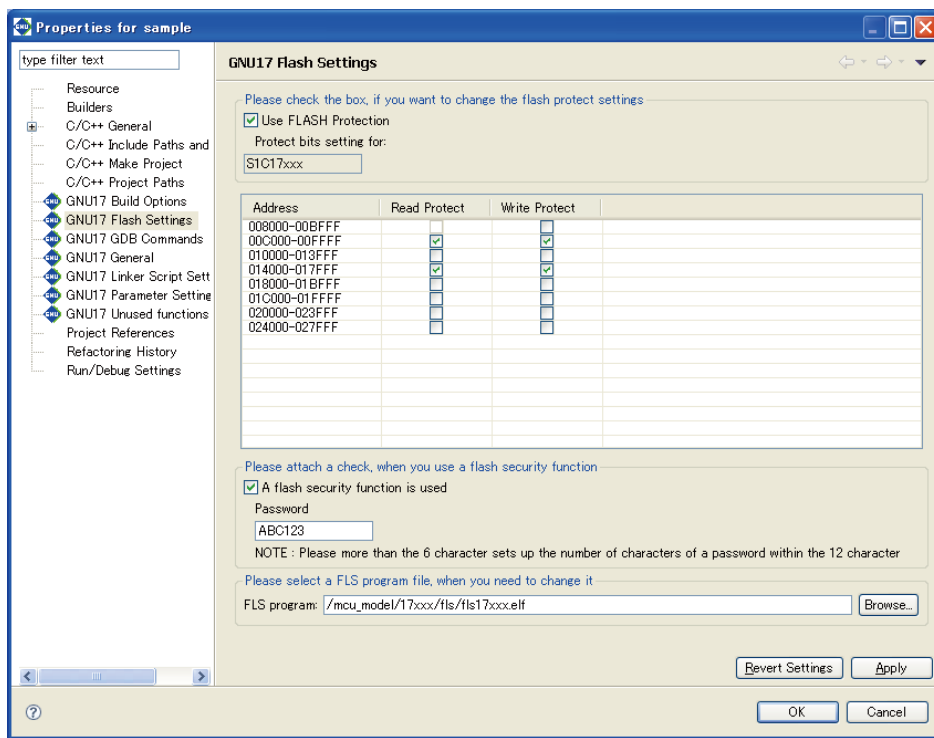 Properties for sample
type filter text
GNU17 Flash Settings
Resource
Builders
C/C++ General
C/C++ Include Paths and
C/C++ Make Project
C/C++ Project Paths
GNU17 Build Options
GNU17 Flash Settings
GNU17 GDB Commands
GNU17 General
GNU17 Linker Script Sett
GNU17 Parameter Setting
GNU17 Unused functions
Project References
Refactoring History
Run/Debug Settings
Please check the box, if you want to change the flash protect settings
Use FLASH Protection
Protect bits setting for:
S1C17xxx
Address Read Protect Write Protect
008000-00BFFF
00C000-00FFFF
010000-013FFF
014000-017FFF
018000-01BFFF
01C000-01FFFF
020000-023FFF
024000-027FFF
Please attach a check, when you use a flash security function
A flash security function is used
Password
ABC123
NOTE : Please more than the 6 character sets up the number of characters of a password within the 12 character
Please select a FLS program file, when you need to change it
FLS program: /mcu_model/17xxx/fls/fls17xxx.elf Browse...
Revert Settings Apply
OK Cancel